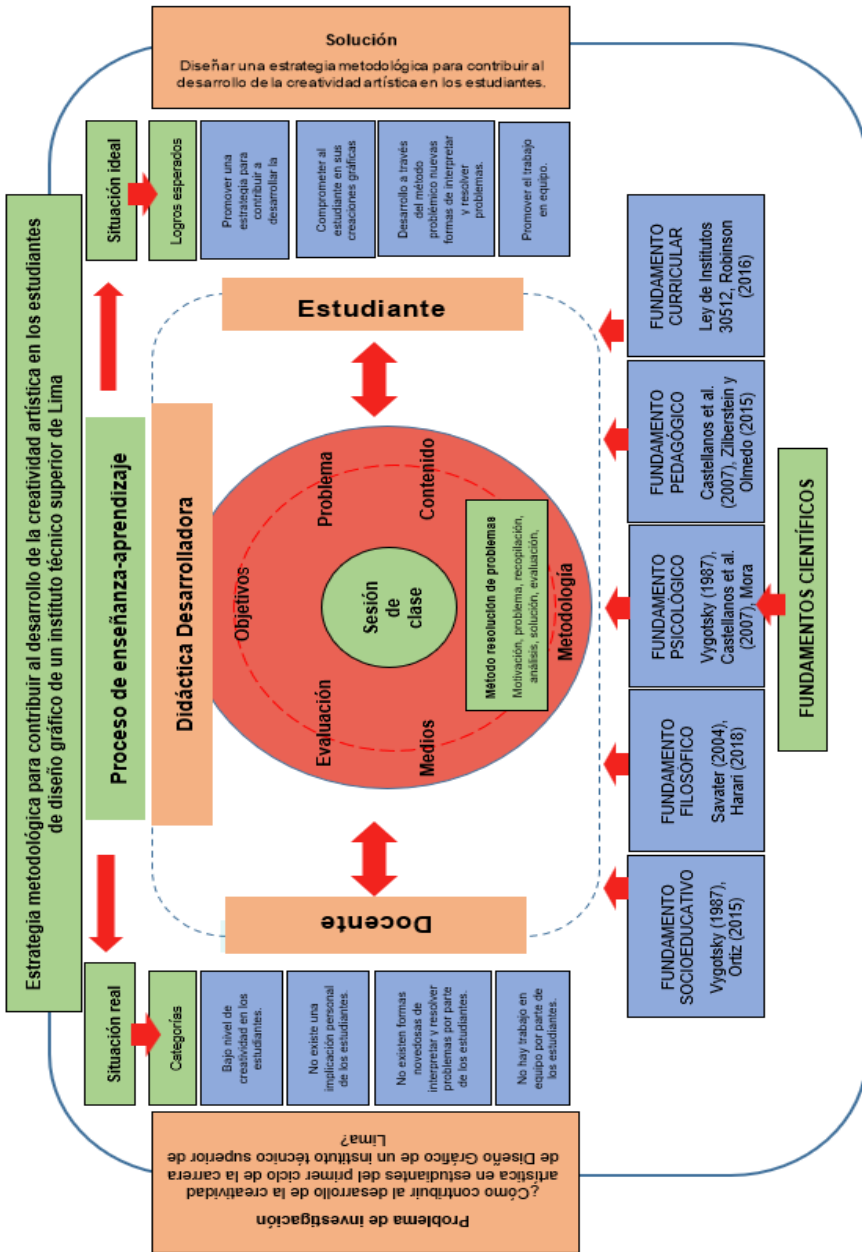 Estrategia metodológica para contribuir al desarrollo de la creatividad artística en los estudiantes
de diseño gráfico de un instituto técnico superior de Lima
Situación real
Proceso de enseñanza-aprendizaje
Situación ideal
Problema de investigación
¿Cómo contribuir al desarrollo de la creatividad
artística en estudiantes del primer ciclo de la carrera
de Diseño Gráfico de un instituto técnico superior de
Lima?
Categorías
Bajo nivel de
creatividad en los
estudiantes.
No existe una
implicación personal
de los estudiantes.
No existen formas
novedosas de
interpretar y resolver
problemas por parte
de los estudiantes.
No hay trabajo en
equipo por parte de
los estudiantes.
Docente
Didáctica Desarrolladora
Objetivos
Problema
Contenido
Metodología
Medios
Evaluación
Sesión
de
clase
Método resolución de problemas
Motivación, problema, recopilación,
análisis, solución, evaluación,
Estudiante
Logros esperados
Promover una
estrategia para
contribuir a
desarrollar la
Comprometer al
estudiante en sus
creaciones gráficas
Desarrollo a través
del método
problémico nuevas
formas de interpretar
y resolver
problemas.
Promover el trabajo
en equipo.
Solución
Diseñar una estrategia metodológica para contribuir al
desarrollo de la creatividad artística en los estudiantes.
FUNDAMENTO
SOCIOEDUCATIVO
Vygotsky (1987),
Ortiz (2015)
FUNDAMENTO
FILOSÓFICO
Savater (2004),
Harari (2018)
FUNDAMENTO
PSICOLOGICO
Vygotsky (1987),
Castellanos et al.
(2007), Mora
FUNDAMENTO
PEDAGÓGICO
Castellanos et al.
(2007), Zilberstein y
Olmedo (2015)
FUNDAMENTO
CURRICULAR
Ley de Institutos
30512, Robinson
(2016)
FUNDAMENTOS CIENTÍFICOS